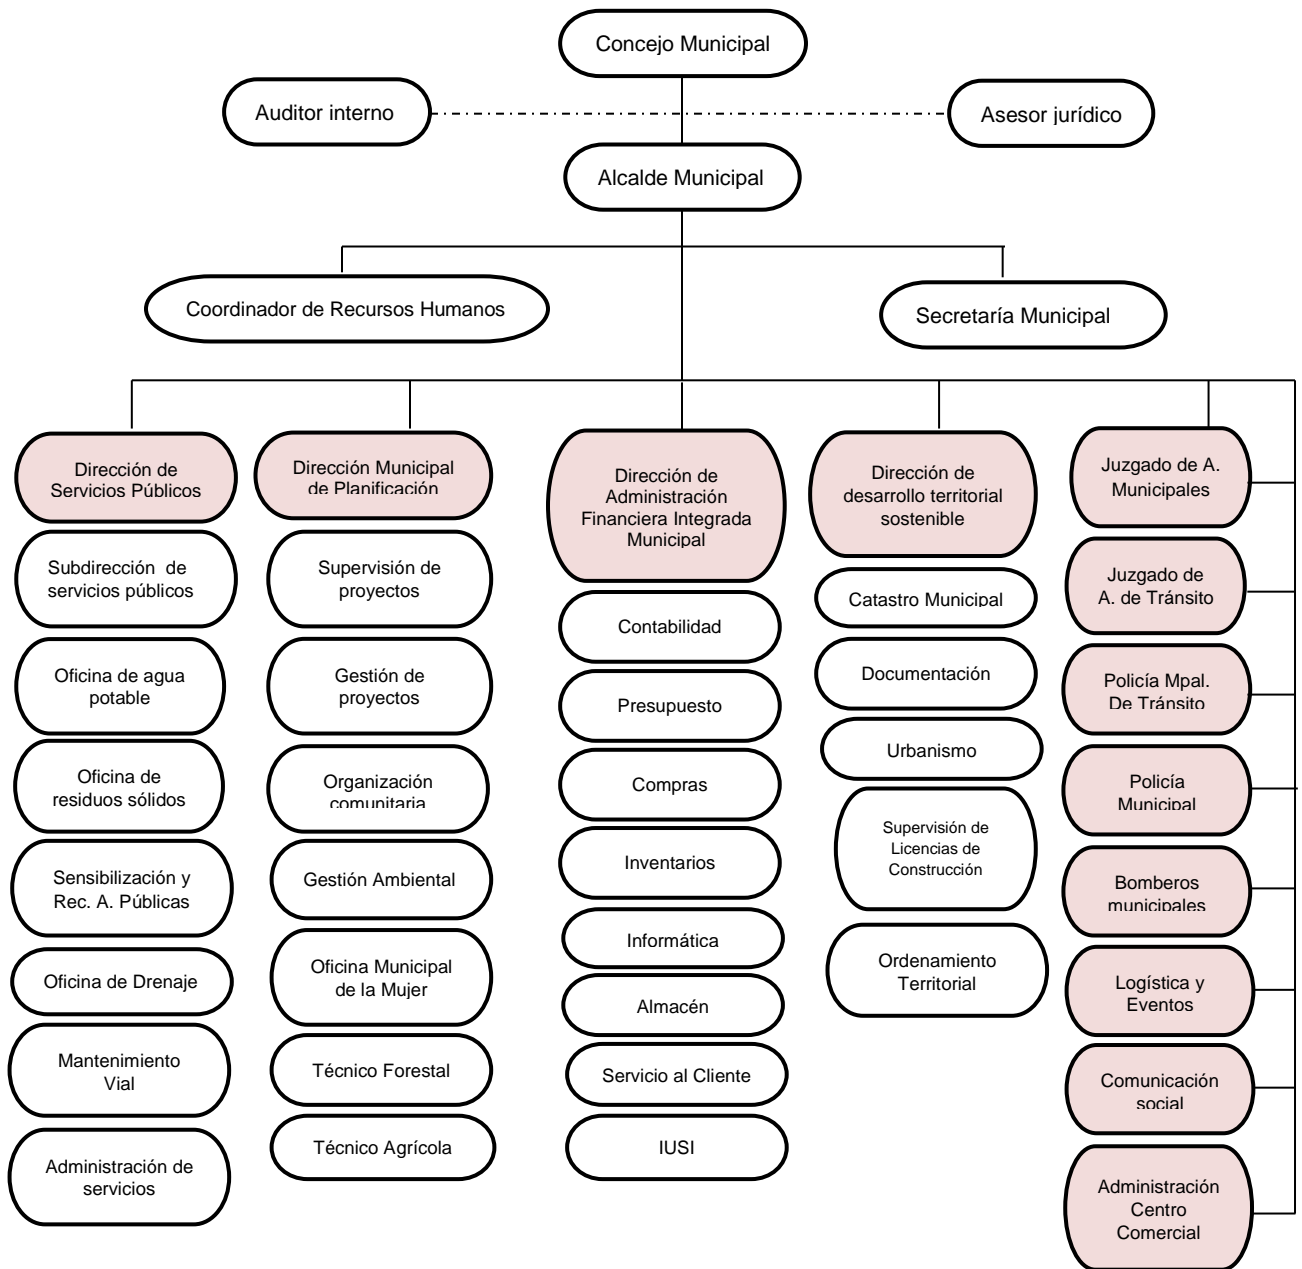 Concejo Municipal
Auditor interno
Asesor jurídico
Alcalde Municipal
Coordinador de Recursos Humanos
Secretaría Municipal
Dirección de
Servicios Públicos
Subdirección de
servicios públicos
Oficina de agua
potable
Oficina de
residuos sólidos
Sensibilización y
Rec. A. Públicas
Oficina de Drenaje
Mantenimiento
Vial
Administración de
servicios
Dirección Municipal
de Planificación
Supervisión de
proyectos
Gestión de
proyectos
Organización
comunitaria
Gestión Ambiental
Oficina Municipal
de la Mujer
Técnico Forestal
Técnico Agrícola
Dirección de
Administración
Financiera Integrada
Municipal
Contabilidad
Presupuesto
Compras
Inventarios
Informática
Almacén
Servicio al Cliente
IUSI
Dirección de
desarrollo territorial
sostenible
Catastro Municipal
Documentación
Urbanismo
Supervisión de
Licencias de
Construcción
Ordenamiento
Territorial
Juzgado de A.
Municipales
Juzgado de
A. de Tránsito
Policía Mpal.
De Tránsito
Policía
Municipal
Bomberos
municipales
Logística y
Eventos
Comunicación
social
Administración
Centro
Comercial